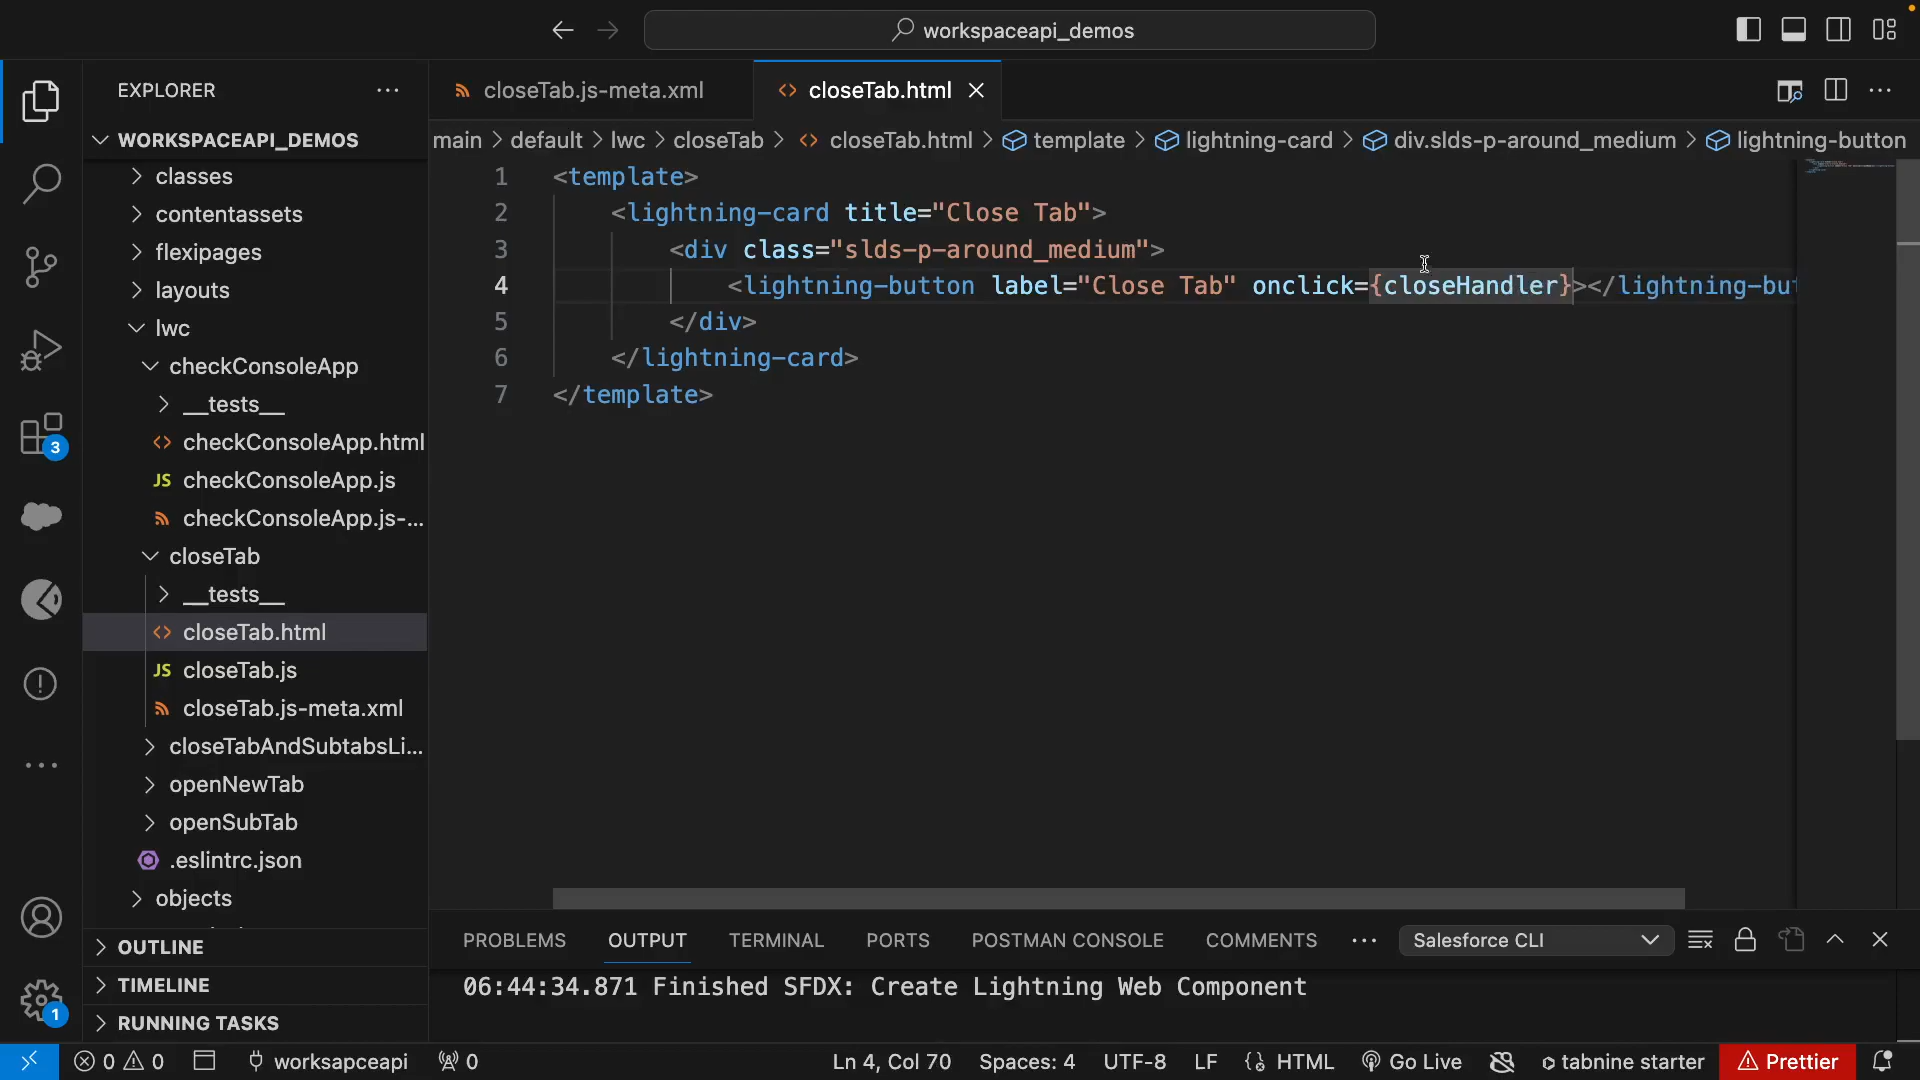 workspaceapi_demos
EXPLORER
closeTab.js-meta.xml
closeTab.html
WORKSPACEAPI_DEMOS
main > default > lwc > closeTab > closeTab.html > template > lightning-card > div.slds-p-around_medium > lightning-button
classes
contentassets
flexipages
layouts
lwc
checkConsoleApp
__tests__
checkConsoleApp.html
JS checkConsoleApp.js
checkConsoleApp.js-...
closeTab
__tests__
closeTab.html
JS closeTab.js
closeTab.js-meta.xml
closeTabAndSubtabsLi...
openNewTab
openSubTab
.eslintrc.json
objects
OUTLINE
TIMELINE
RUNNING TASKS
3
1
1 <template>
2 <lightning-card title="Close Tab">
3 <div class="slds-p-around_medium">
4 <lightning-button label="Close Tab" onclick={closeHandler}></lightning-but
5 </div>
6 </lightning-card>
7 </template>
PROBLEMS OUTPUT TERMINAL PORTS POSTMAN CONSOLE COMMENTS ... Salesforce CLI
06:44:34.871 Finished SFDX: Create Lightning Web Component
0 0 worksapceapi 0 Ln 4, Col 70 Spaces: 4 UTF-8 LF {} HTML Go Live tabnine starter Prettier